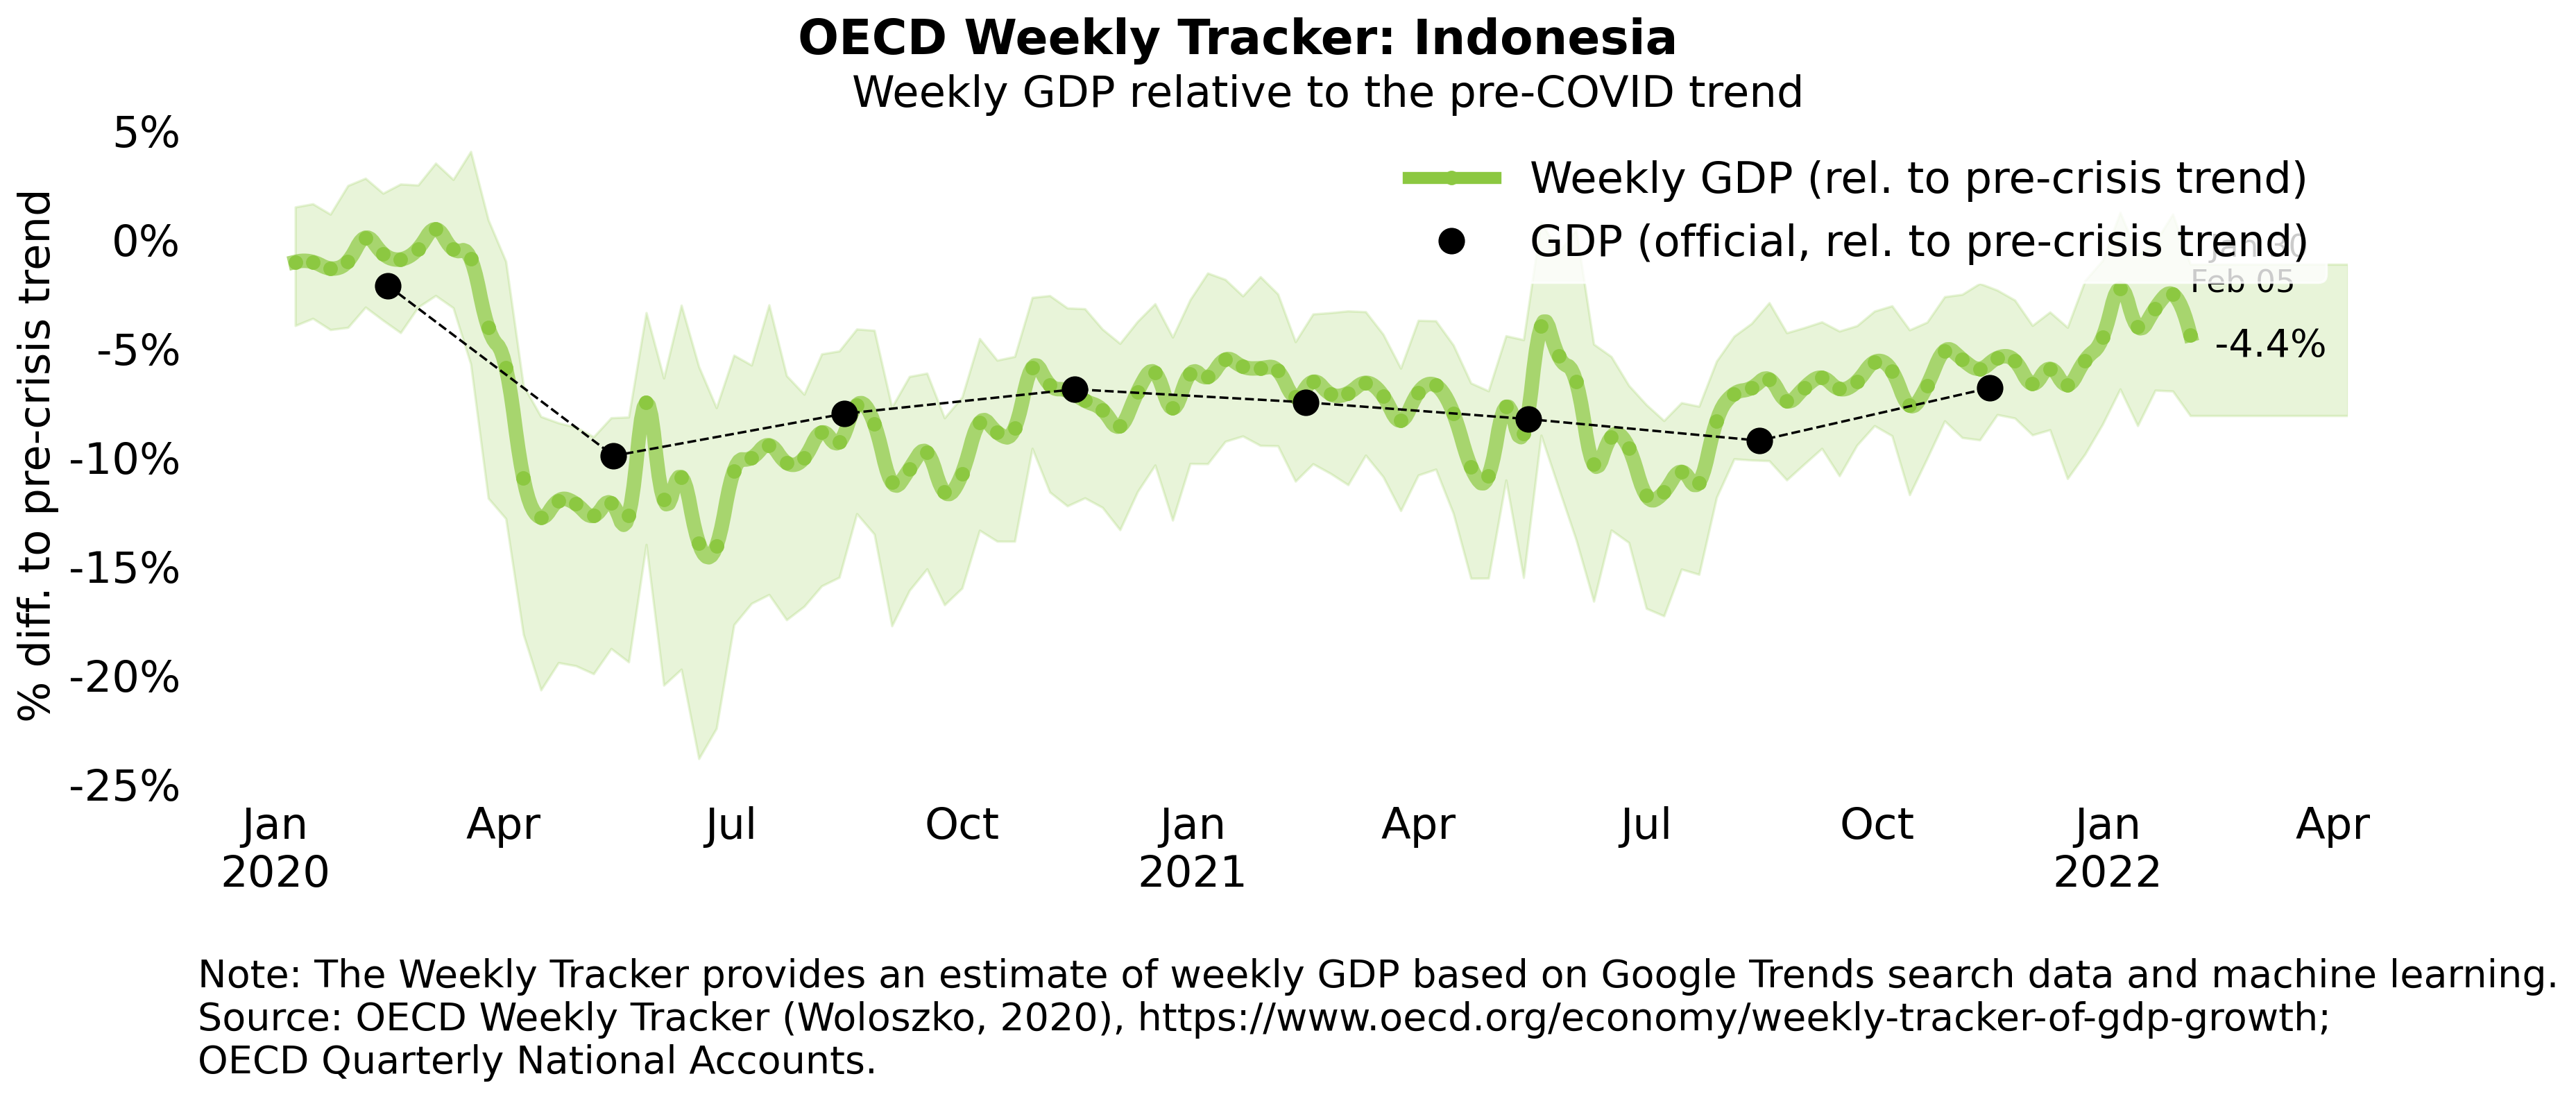 OECD Weekly Tracker: Indonesia
Weekly GDP relative to the pre-COVID trend
% diff. to pre-crisis trend
5%
0%
-5%
-10%
-15%
-20%
-25%
Weekly GDP (rel. to pre-crisis trend)
GDP (official, rel. to pre-crisis trend)
Jan 30
Feb 05
-4.4%
Jan Apr Jul Oct Jan Apr Jul Oct Jan Apr
2020 2021 2022
Note: The Weekly Tracker provides an estimate of weekly GDP based on Google Trends search data and machine learning.
Source: OECD Weekly Tracker (Woloszko, 2020), https://www.oecd.org/economy/weekly-tracker-of-gdp-growth;
OECD Quarterly National Accounts.